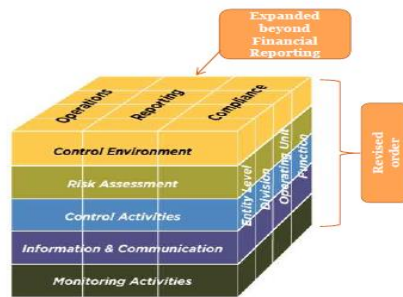 Expanded
beyond
Financial
Reporting
Operations
Reporting
Compliance
Control Environment
Risk Assessment
Control Activities
Information & Communication
Monitoring Activities
Entity Level
Division
Operating Unit
Function
Revised
order